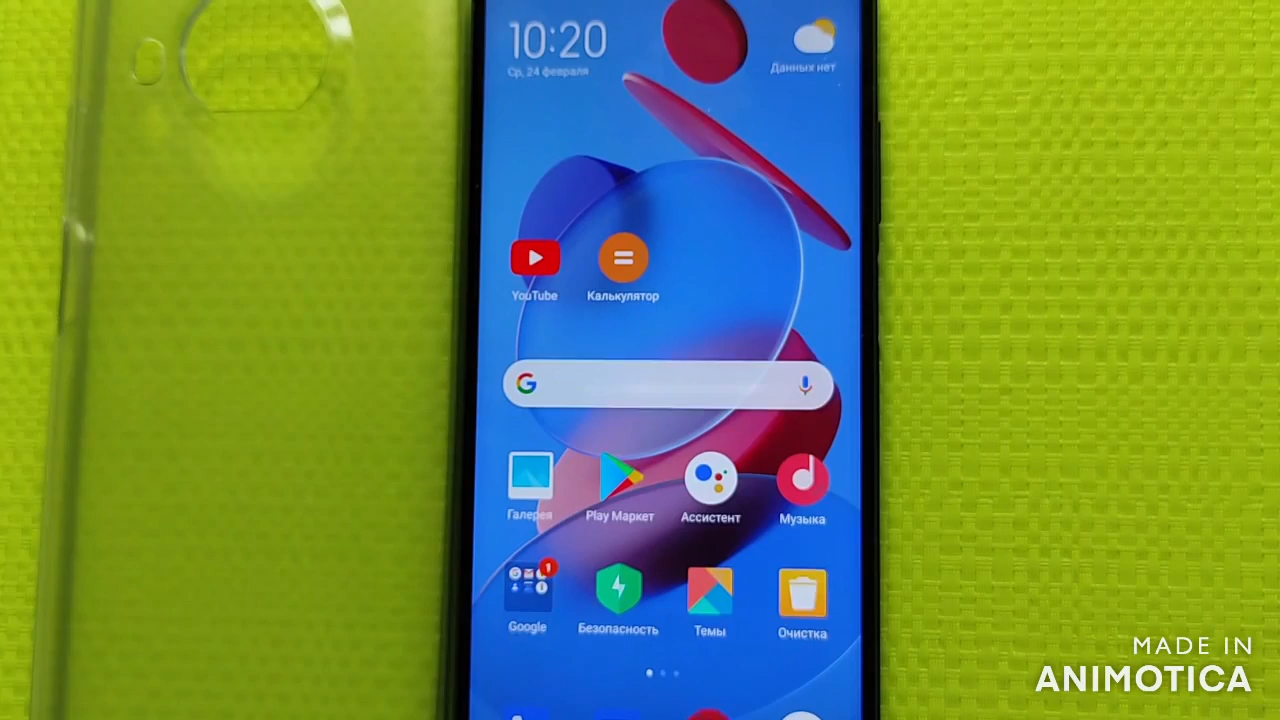 10:20
Ср, 24 февраля
Данных нет
YouTube
Калькулятор
Галерея
Play Маркет
Ассистент
Музыка
1
Google
Безопасность
Темы
Очистка
MADE IN
ANIMOTICA